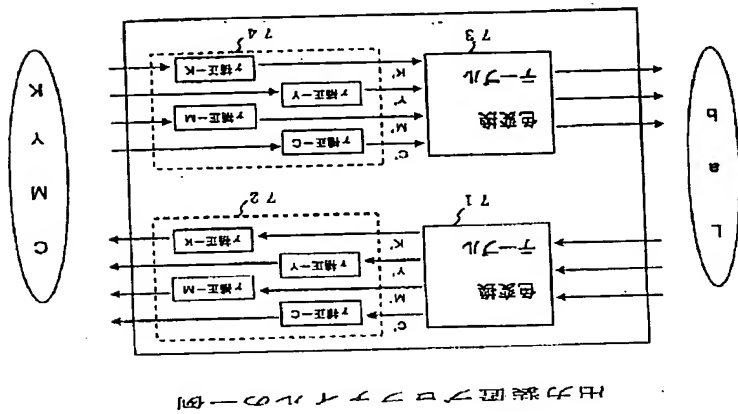 出力装置プロファイルの一例
L
a
b
色変換
テーブル
71
C'
M'
Y'
K'
γ補正−C
γ補正−M
γ補正−Y
γ補正−K
72
色変換
テーブル
73
C'
M'
Y'
K'
γ補正−C
γ補正−M
γ補正−Y
γ補正−K
74
C
M
Y
K